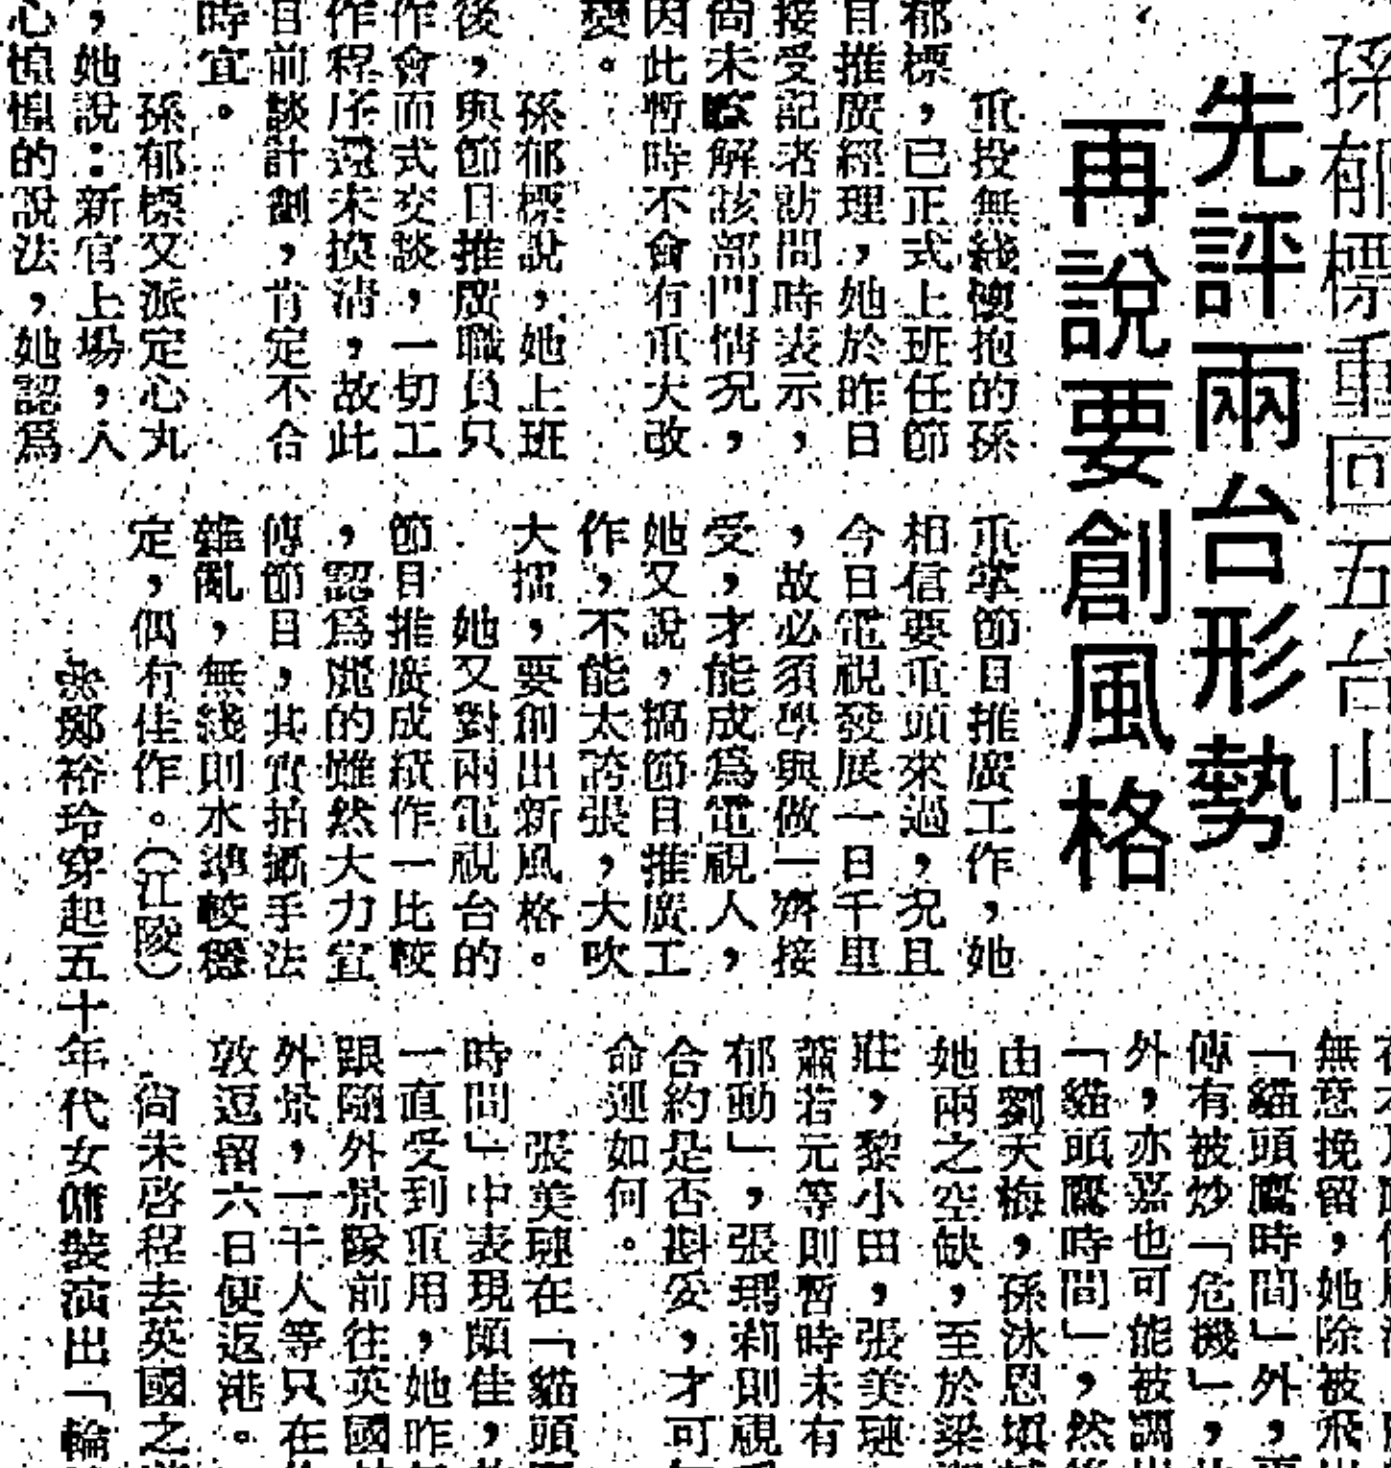 孫郁標重回五台山
先評兩台形勢
再說要創風格
重投無綫懷抱的孫
郁標，已正式上班任節
目推廣經理，她於昨日
接受記者訪問時表示，
尚未瞭解該部門情况，
因此暫時不會有重大改
變。
孫郁標說，她上班
後，與節目推廣職員只
作會而式交談，一切工
作程序還未摸清，故此
目前談計劃，肯定不合
時宜。
孫郁標又派定心丸
，她說：新官上場，人
心惶惶的說法，她認爲
重掌節目推廣工作，她
相信要重頭來過，况且
今日電視發展一日千里
，故必須學與做一齊接
受，才能成爲電視人，
她又說，搞節目推廣工
作，不能太誇張，大吹
大擂，要創出新風格。
她又對兩電視台的
節目推廣成績作一比較
，認爲麗的雖然大力宣
傳節目，其實拍攝手法
雜亂，無綫則水準較穩
定，偶有佳作。（江陵）
無意挽留，她除被飛
「貓頭鷹時間」外，
傳有被炒「危機」，
外，亦嘉也可能被調
「貓頭鷹時間」，然
由劉天梅，孫泳恩填
她兩之空缺，至於梁
莊，黎小田，張美璉
蕭若元等則暫時未有
郁動」，張瑪莉則視
合約是否斟妥，才可
命運如何。
張美璉在「貓頭
時間」中表現頗佳，
一直受到重用，她昨
跟隨外景隊前往英國
外景，一干人等只在
敦逗留六日便返港。
尚未啓程去英國之
張鄭裕玲穿起五十年代女傭裝演出「輪